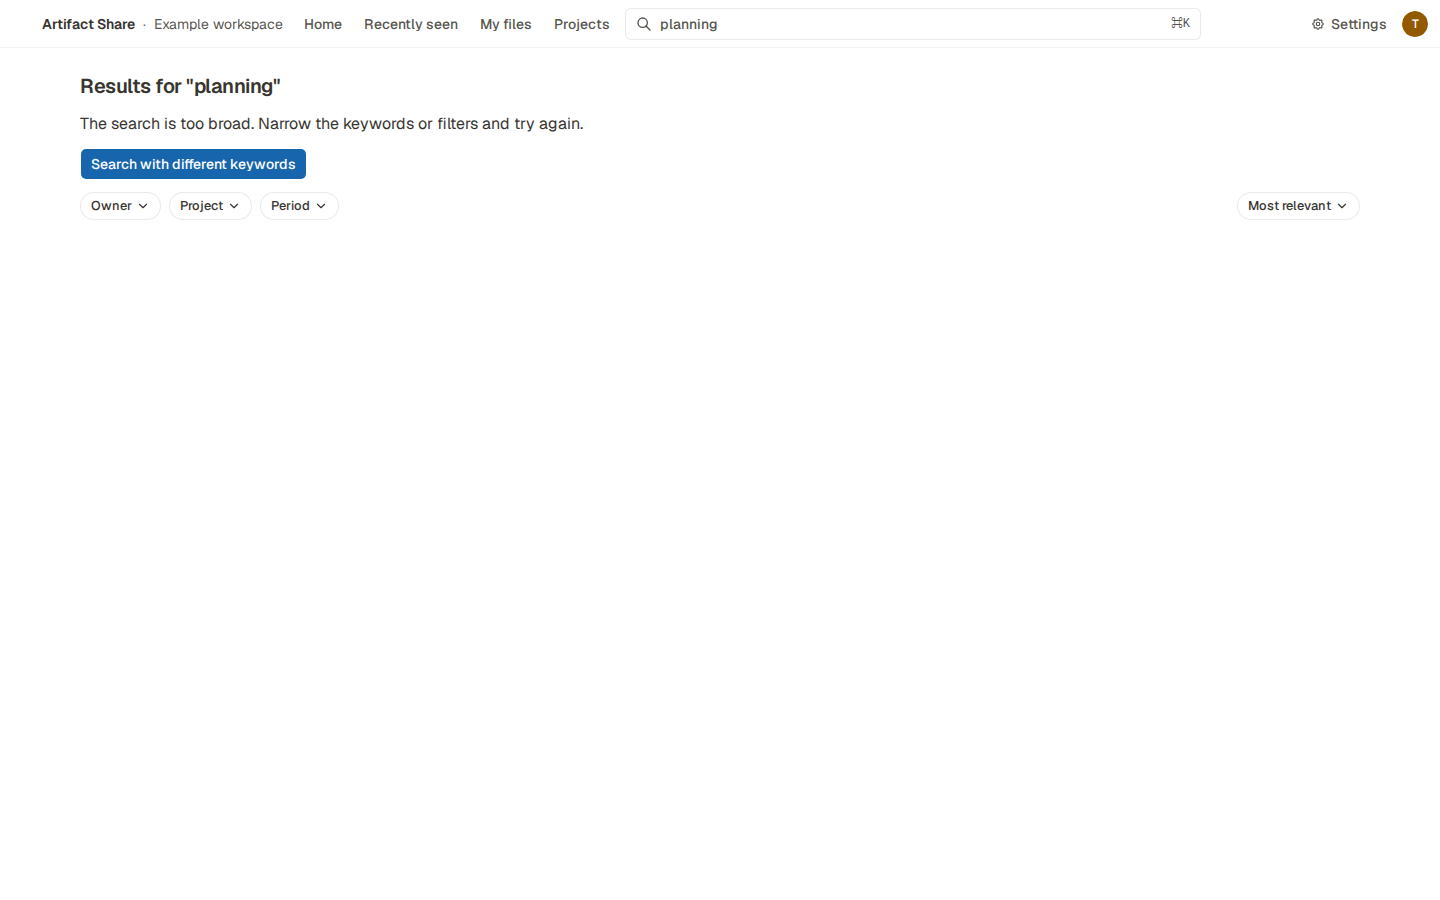 Artifact Share · Example workspace Home Recently seen My files Projects planning ⌘K Settings T
Results for "planning"
The search is too broad. Narrow the keywords or filters and try again.
Search with different keywords
Owner Project Period Most relevant